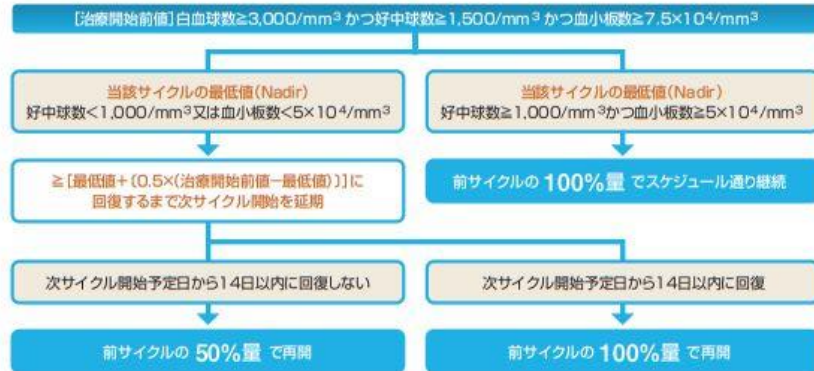 [治療開始前値]白血球数≧3,000/mm³ かつ好中球数≧1,500/mm³ かつ血小板数≧7.5×10⁴/mm³
当該サイクルの最低値(Nadir)
好中球数<1,000/mm³又は血小板数<5×10⁴/mm³
当該サイクルの最低値(Nadir)
好中球数≧1,000/mm³かつ血小板数≧5×10⁴/mm³
≧[最低値+{0.5×(治療開始前値−最低値)}]に
回復するまで次サイクル開始を延期
前サイクルの 100%量 でスケジュール通り継続
次サイクル開始予定日から14日以内に回復しない
次サイクル開始予定日から14日以内に回復
前サイクルの 50%量 で再開
前サイクルの 100%量 で再開